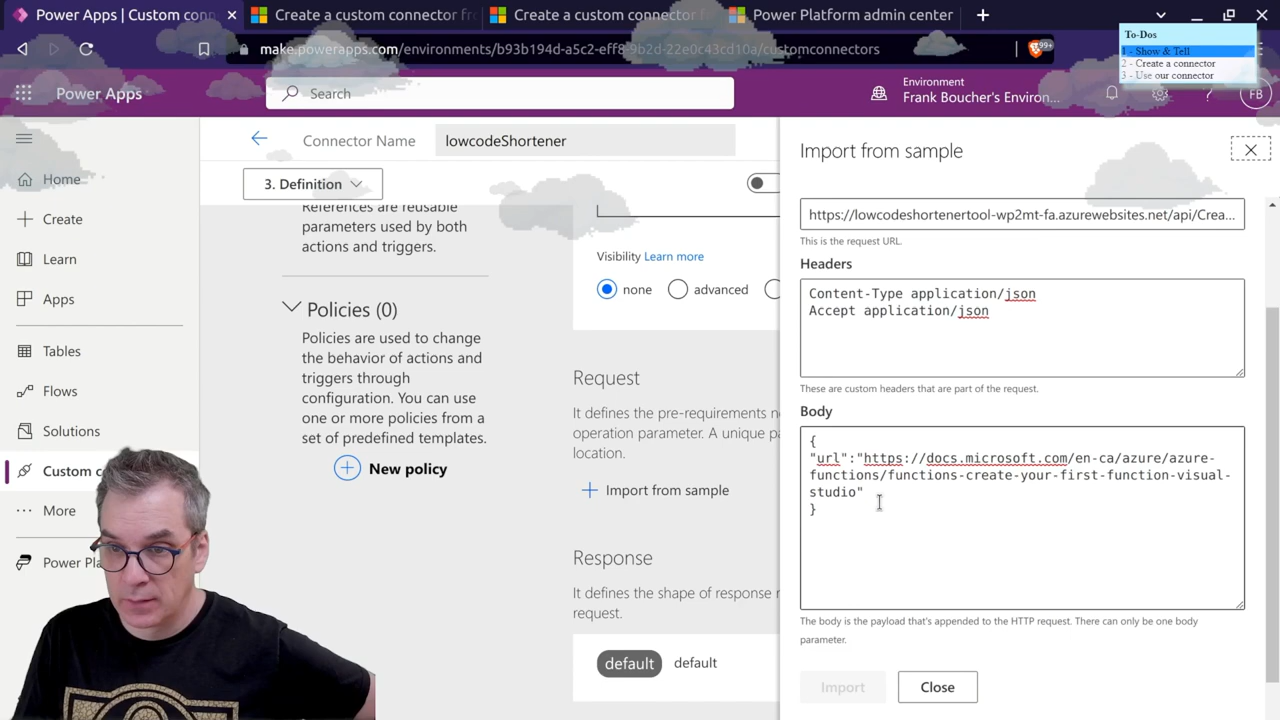 Power Apps | Custom conn
Create a custom connector fr
Create a custom connector f
Power Platform admin center
make.powerapps.com/environments/b93b194d-a5c2-eff8-9b2d-22e0c43cd10a/customconnectors
99+
To-Dos
1 - Show & Tell
2 - Create a connector
3 - Use our connector
Power Apps
Search
Environment
Frank Boucher's Environ...
FB
Home
Create
Learn
Apps
Tables
Flows
Solutions
Custom c
More
Power Pla
Connector Name
lowcodeShortener
3. Definition
References are reusable
parameters used by both
actions and triggers.
Policies (0)
Policies are used to change
the behavior of actions and
triggers through
configuration. You can use
one or more policies from a
set of predefined templates.
New policy
Visibility Learn more
none
advanced
Request
It defines the pre-requirements n
operation parameter. A unique pa
location.
Import from sample
Response
It defines the shape of response r
request.
default
default
Import from sample
https://lowcodeshortenertool-wp2mt-fa.azurewebsites.net/api/Crea...
This is the request URL.
Headers
Content-Type application/json
Accept application/json
These are custom headers that are part of the request.
Body
{
"url":"https://docs.microsoft.com/en-ca/azure/azure-
functions/functions-create-your-first-function-visual-
studio"
}
The body is the payload that's appended to the HTTP request. There can only be one body
parameter.
Import
Close